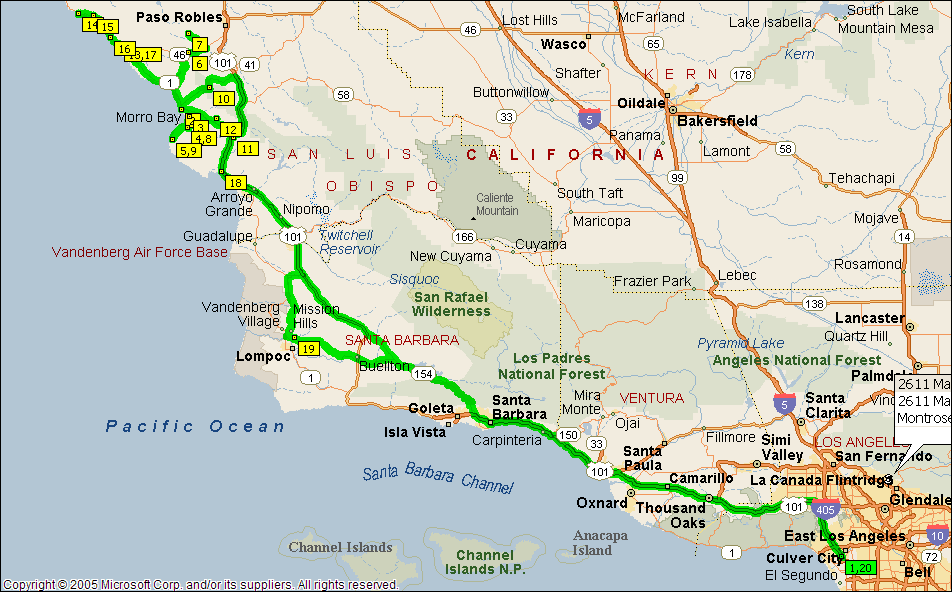 Paso Robles
Lost Hills
McFarland
Lake Isabella
South Lake
Mountain Mesa
14
15
16
13,17
7
6
46
101
41
46
Wasco
65
Kern
Shafter
KERN
178
1
10
58
Buttonwillow
Oildale
Bakersfield
33
5
Morro Bay
3
4,8
12
11
5,9
Panama
Lamont
58
SAN LUIS
OBISPO
CALIFORNIA
99
Tehachapi
18
Arroyo
Grande
Nipomo
Caliente
Mountain
South Taft
Maricopa
Mojave
14
Guadalupe
101
Twitchell
Reservoir
166
Cuyama
New Cuyama
Vandenberg Air Force Base
Rosamond
Sisquoc
Frazier Park
Lebec
San Rafael
Wilderness
138
Vandenberg
Village
Mission
Hills
Lancaster
Quartz Hill
SANTA BARBARA
Pyramid Lake
Lompoc
19
Buellton
154
1
Los Padres
National Forest
Angeles National Forest
Palmd
2611 Ma
2611 Ma
Montrose
Goleta
Santa
Barbara
Mira
Monte
VENTURA
5
Santa
Clarita
Vinc
Isla Vista
Pacific Ocean
Carpinteria
150
33
Ojai
Fillmore
Simi
Valley
LOS ANGELES
San Fernando
Santa
Paula
101
Santa Barbara Channel
Camarillo
La Canada Flintridge
Oxnard
Thousand
Oaks
101
405
Glendale
Channel Islands
Channel
Islands N.P.
Anacapa
Island
1
East Los Angeles
10
Culver City
72
1,20
Bell
El Segundo
Copyright © 2005 Microsoft Corp. and/or its suppliers. All rights reserved.